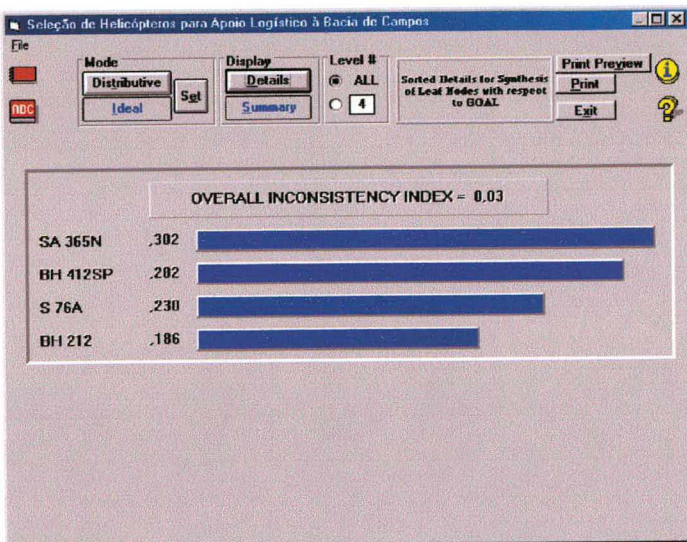 Seleção de Helicópteros para Apoio Logístico à Bacia de Campos
File
Mode
Distributive
Ideal
Set
Display
Details
Summary
Level #
ALL
4
Sorted Details for Synthesis
of Leaf Nodes with respect
to GOAL
Print Preview
Print
Exit
ABC
OVERALL INCONSISTENCY INDEX = 0.03
SA 365N ,302
BH 412SP ,282
S 76A ,230
BH 212 ,186